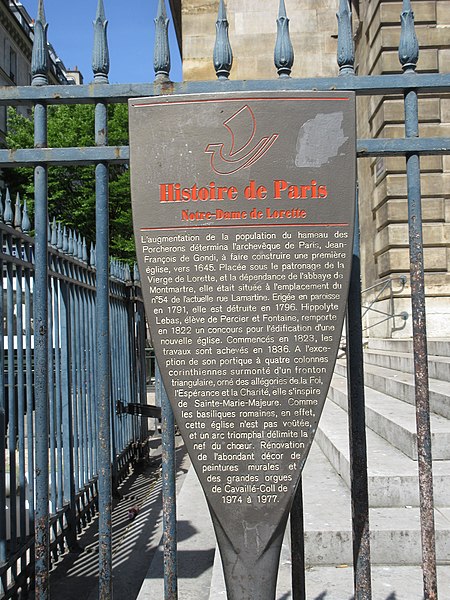 Histoire de Paris
Notre-Dame de Lorette
L'augmentation de la population du hameau des
Porcherons détermina l'archevêque de Paris, Jean-
François de Gondi, à faire construire une première
église, vers 1645. Placée sous le patronage de la
Vierge de Lorette, et la dépendance de l'abbaye de
Montmartre, elle était située à l'emplacement du
n°54 de l'actuelle rue Lamartine. Erigée en paroisse
en 1791, elle est détruite en 1796. Hippolyte
Lebas, élève de Percier et Fontaine, remporte
en 1822 un concours pour l'édification d'une
nouvelle église. Commencés en 1823, les
travaux sont achevés en 1836. A l'excep-
tion de son portique à quatre colonnes
corinthiennes surmonté d'un fronton
triangulaire, orné des allégories de la Foi,
l'Espérance et la Charité, elle s'inspire
de Sainte-Marie-Majeure. Comme
les basiliques romaines, en effet,
cette église n'est pas voûtée,
et un arc triomphal délimite la
nef du chœur. Rénovation
de l'abondant décor de
peintures murales et
des grandes orgues
de Cavaillé-Coll de
1974 à 1977.